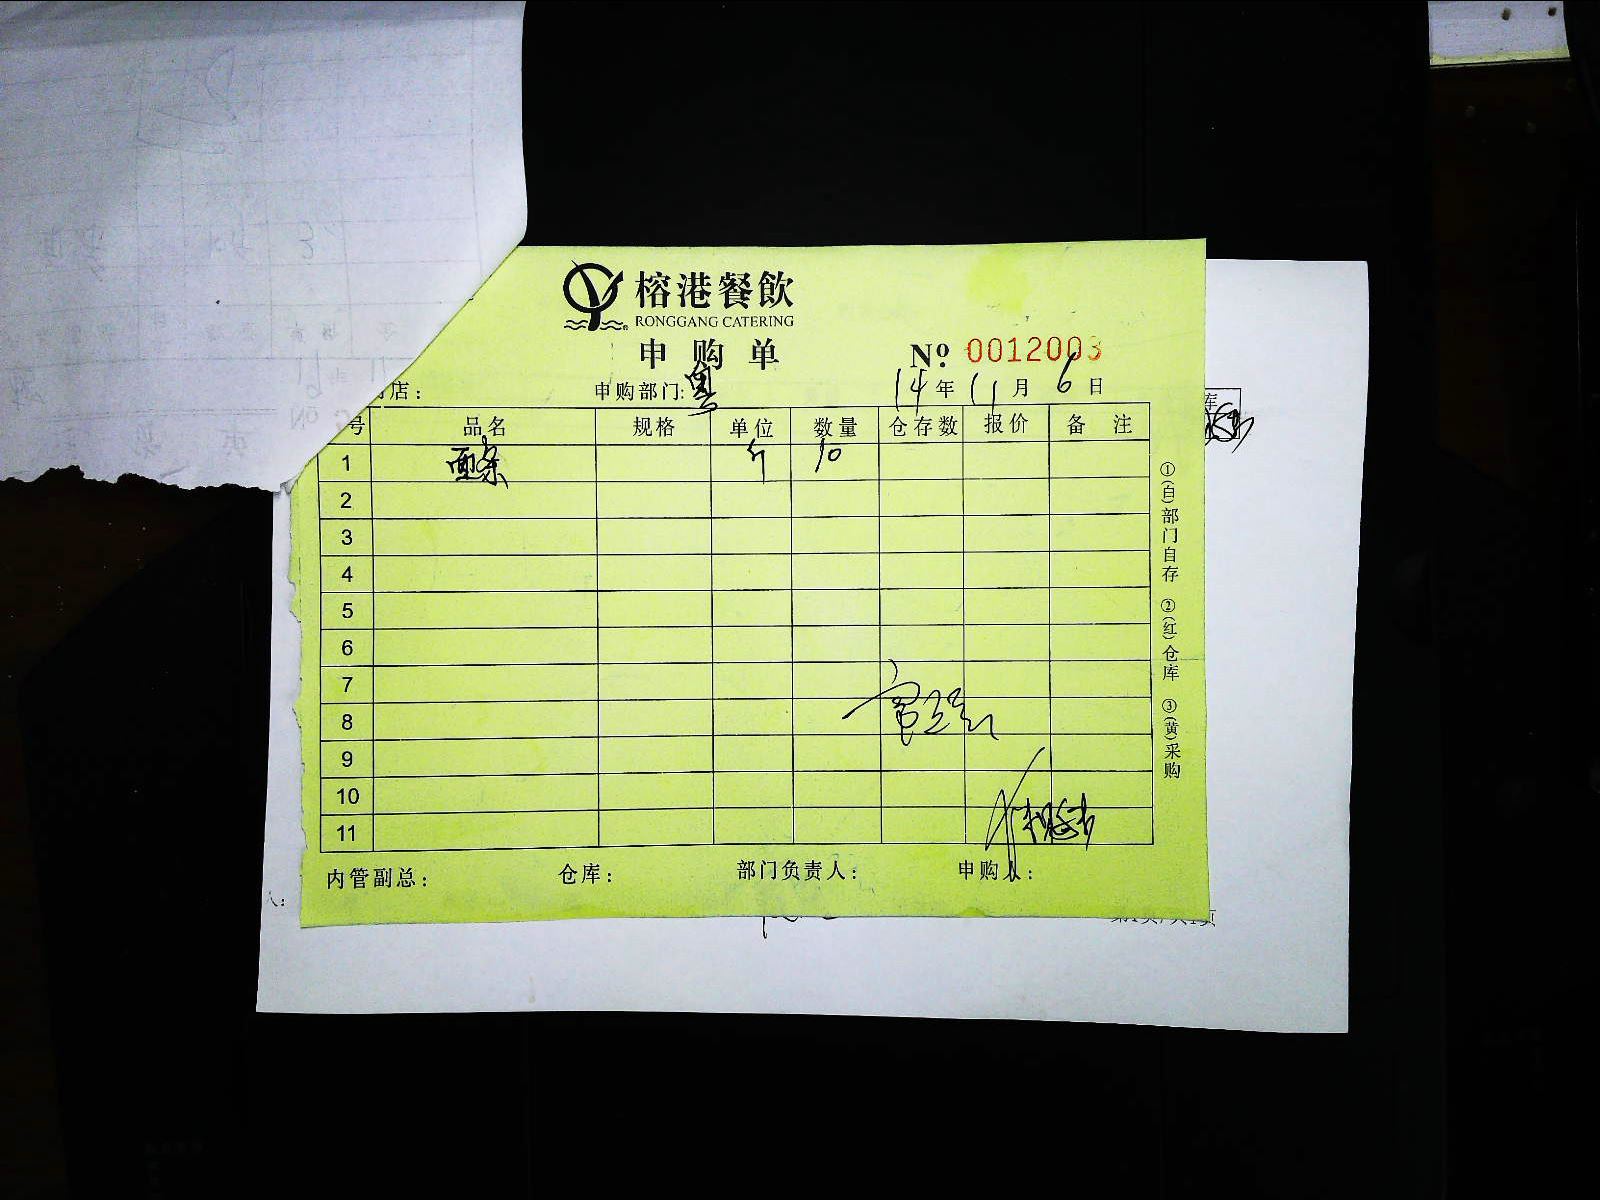 榕港餐飲
RONGGANG CATERING
申购单
№ 0012003
店： 申购部门：粤 14年11月6日
号 品名 规格 单位 数量 仓存数 报价 备注
1 面条 斤 10
2
3
4
5
6
7
8
9
10
11
内管副总： 仓库： 部门负责人： 申购人：
①(白)部门自存 ②(红)仓库 ③(黄)采购
库
人：